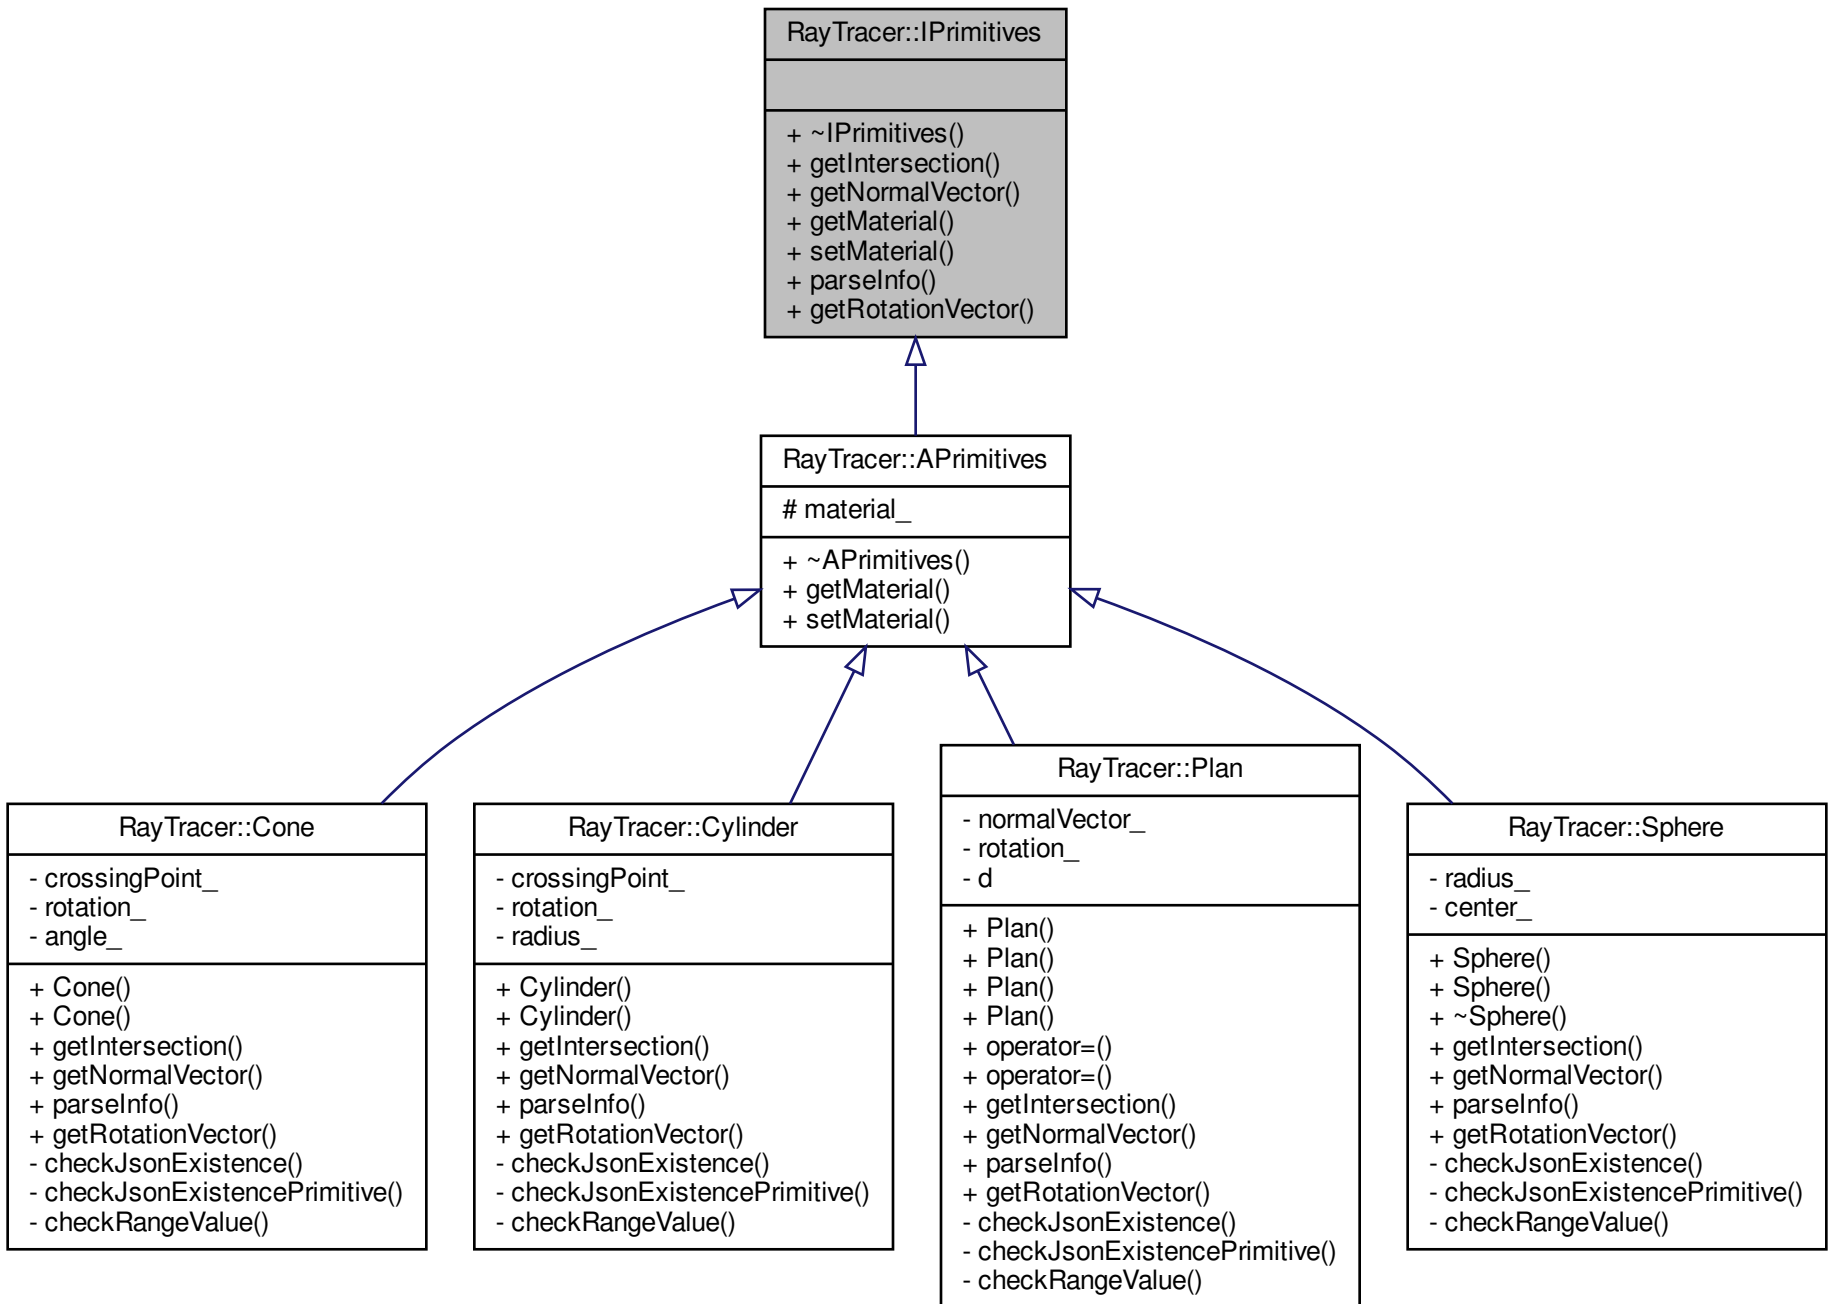 RayTracer::IPrimitives
+ ~IPrimitives()
+ getIntersection()
+ getNormalVector()
+ getMaterial()
+ setMaterial()
+ parseInfo()
+ getRotationVector()
RayTracer::APrimitives
# material_
+ ~APrimitives()
+ getMaterial()
+ setMaterial()
RayTracer::Cone
- crossingPoint_
- rotation_
- angle_
+ Cone()
+ Cone()
+ getIntersection()
+ getNormalVector()
+ parseInfo()
+ getRotationVector()
- checkJsonExistence()
- checkJsonExistencePrimitive()
- checkRangeValue()
RayTracer::Cylinder
- crossingPoint_
- rotation_
- radius_
+ Cylinder()
+ Cylinder()
+ getIntersection()
+ getNormalVector()
+ parseInfo()
+ getRotationVector()
- checkJsonExistence()
- checkJsonExistencePrimitive()
- checkRangeValue()
RayTracer::Plan
- normalVector_
- rotation_
- d
+ Plan()
+ Plan()
+ Plan()
+ Plan()
+ operator=()
+ operator=()
+ getIntersection()
+ getNormalVector()
+ parseInfo()
+ getRotationVector()
- checkJsonExistence()
- checkJsonExistencePrimitive()
- checkRangeValue()
RayTracer::Sphere
- radius_
- center_
+ Sphere()
+ Sphere()
+ ~Sphere()
+ getIntersection()
+ getNormalVector()
+ parseInfo()
+ getRotationVector()
- checkJsonExistence()
- checkJsonExistencePrimitive()
- checkRangeValue()